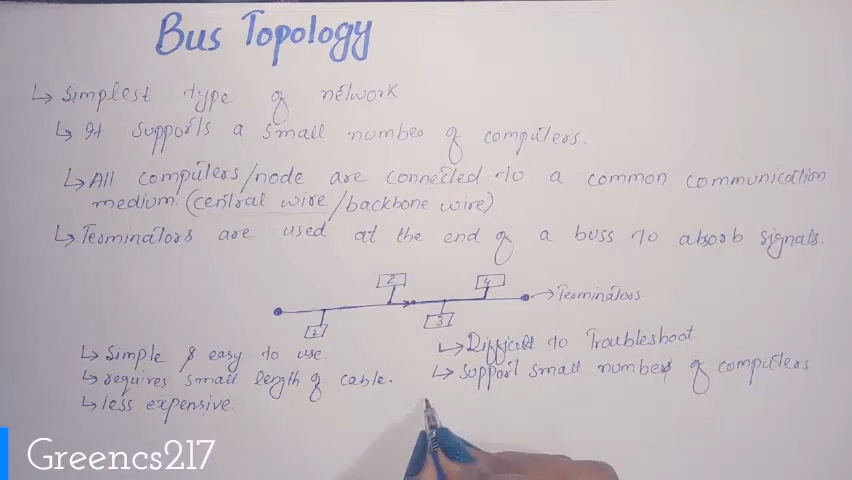 Bus Topology
↳ Simplest type of network
↳ It supports a small number of computers.
↳ All computers/node are connected to a common communication
medium. (central wire/backbone wire)
↳ Terminators are used at the end of a buss to absorb signals.
2
4
→ Terminators
1
3
↳ Simple & easy to use
↳ requires small length of cable.
↳ less expensive
↳ Difficult to Troubleshoot.
↳ support small number of computers
Greencs217